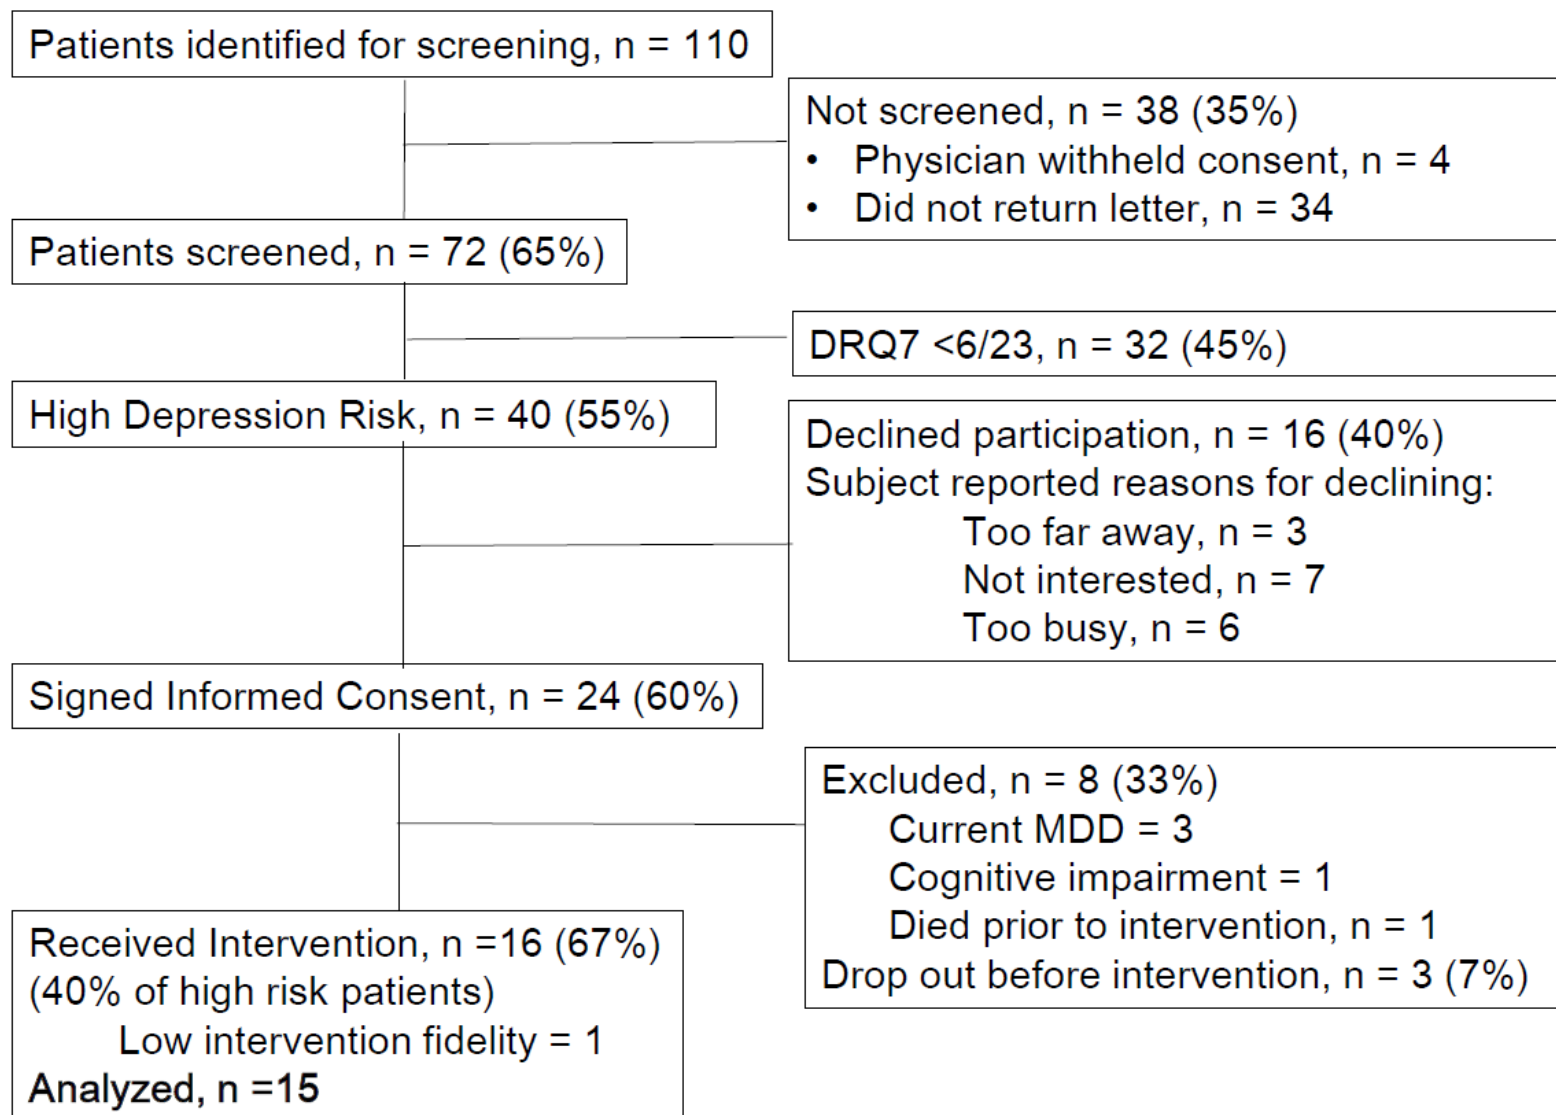 Patients identified for screening, n = 110
Not screened, n = 38 (35%)
• Physician withheld consent, n = 4
• Did not return letter, n = 34
Patients screened, n = 72 (65%)
DRQ7 <6/23, n = 32 (45%)
High Depression Risk, n = 40 (55%)
Declined participation, n = 16 (40%)
Subject reported reasons for declining:
Too far away, n = 3
Not interested, n = 7
Too busy, n = 6
Signed Informed Consent, n = 24 (60%)
Excluded, n = 8 (33%)
Current MDD = 3
Cognitive impairment = 1
Died prior to intervention, n = 1
Drop out before intervention, n = 3 (7%)
Received Intervention, n =16 (67%)
(40% of high risk patients)
Low intervention fidelity = 1
Analyzed, n =15